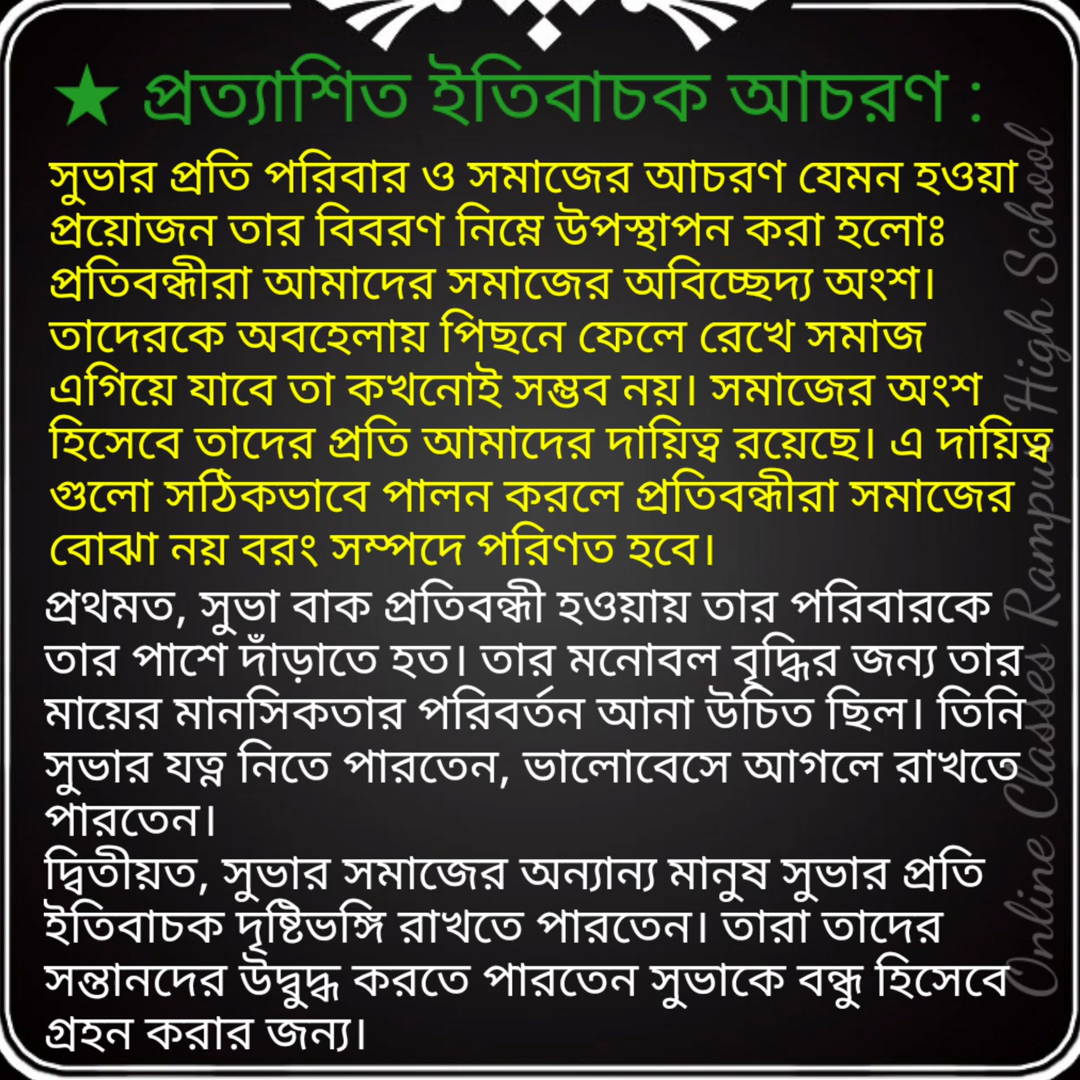 ★ প্রত্যাশিত ইতিবাচক আচরণ :
সুভার প্রতি পরিবার ও সমাজের আচরণ যেমন হওয়া
প্রয়োজন তার বিবরণ নিম্নে উপস্থাপন করা হলোঃ
প্রতিবন্ধীরা আমাদের সমাজের অবিচ্ছেদ্য অংশ।
তাদেরকে অবহেলায় পিছনে ফেলে রেখে সমাজ
এগিয়ে যাবে তা কখনোই সম্ভব নয়। সমাজের অংশ
হিসেবে তাদের প্রতি আমাদের দায়িত্ব রয়েছে। এ দায়িত্ব
গুলো সঠিকভাবে পালন করলে প্রতিবন্ধীরা সমাজের
বোঝা নয় বরং সম্পদে পরিণত হবে।
প্রথমত, সুভা বাক প্রতিবন্ধী হওয়ায় তার পরিবারকে
তার পাশে দাঁড়াতে হত। তার মনোবল বৃদ্ধির জন্য তার
মায়ের মানসিকতার পরিবর্তন আনা উচিত ছিল। তিনি
সুভার যত্ন নিতে পারতেন, ভালোবেসে আগলে রাখতে
পারতেন।
দ্বিতীয়ত, সুভার সমাজের অন্যান্য মানুষ সুভার প্রতি
ইতিবাচক দৃষ্টিভঙ্গি রাখতে পারতেন। তারা তাদের
সন্তানদের উদ্বুদ্ধ করতে পারতেন সুভাকে বন্ধু হিসেবে
গ্রহন করার জন্য।
Online Classes Rampur High School